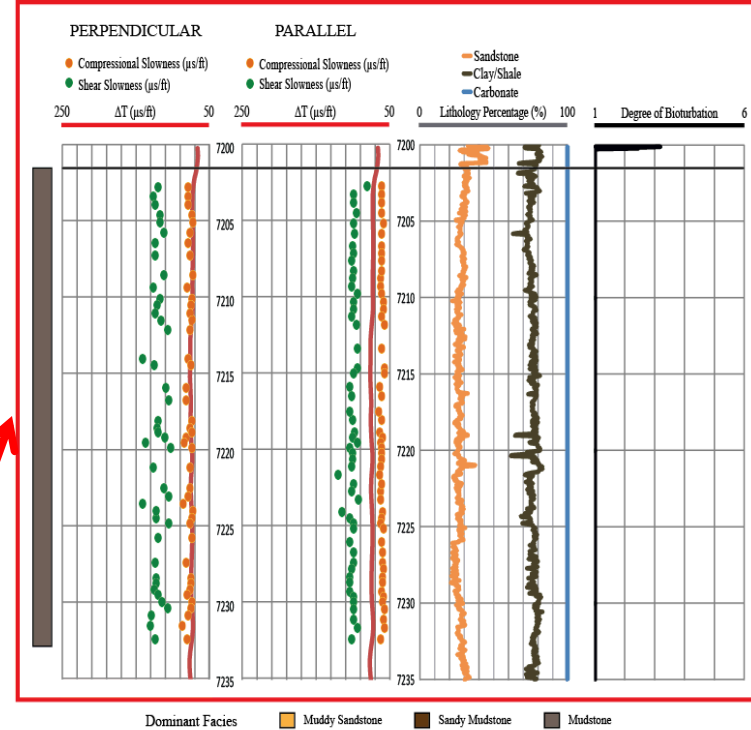 PERPENDICULAR PARALLEL
Compressional Slowness (µs/ft) Compressional Slowness (µs/ft) Sandstone
Shear Slowness (µs/ft) Shear Slowness (µs/ft) Clay/Shale
Carbonate
250 ΔT (µs/ft) 50 250 ΔT (µs/ft) 50 0 Lithology Percentage (%) 100 1 Degree of Bioturbation 6
7200 7200
7205 7205
7210 7210
7215 7215
7220 7220
7225 7225
7230 7230
7235 7235
Dominant Facies Muddy Sandstone Sandy Mudstone Mudstone